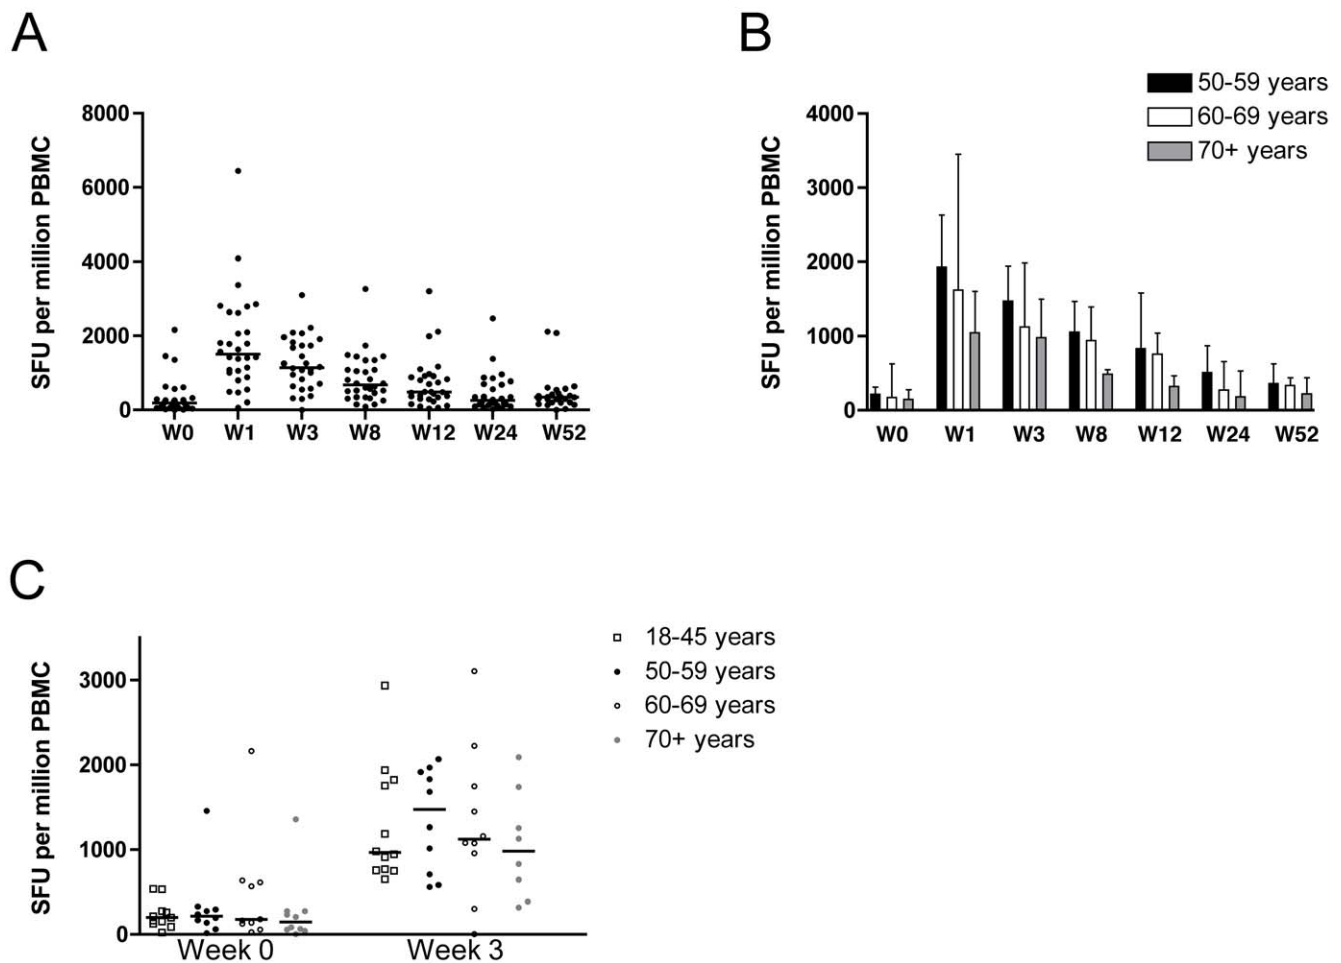 A
SFU per million PBMC
8000
6000
4000
2000
0
W0 W1 W3 W8 W12 W24 W52
B
50-59 years
60-69 years
70+ years
SFU per million PBMC
4000
3000
2000
1000
0
W0 W1 W3 W8 W12 W24 W52
C
SFU per million PBMC
3000
2000
1000
0
Week 0 Week 3
18-45 years
50-59 years
60-69 years
70+ years